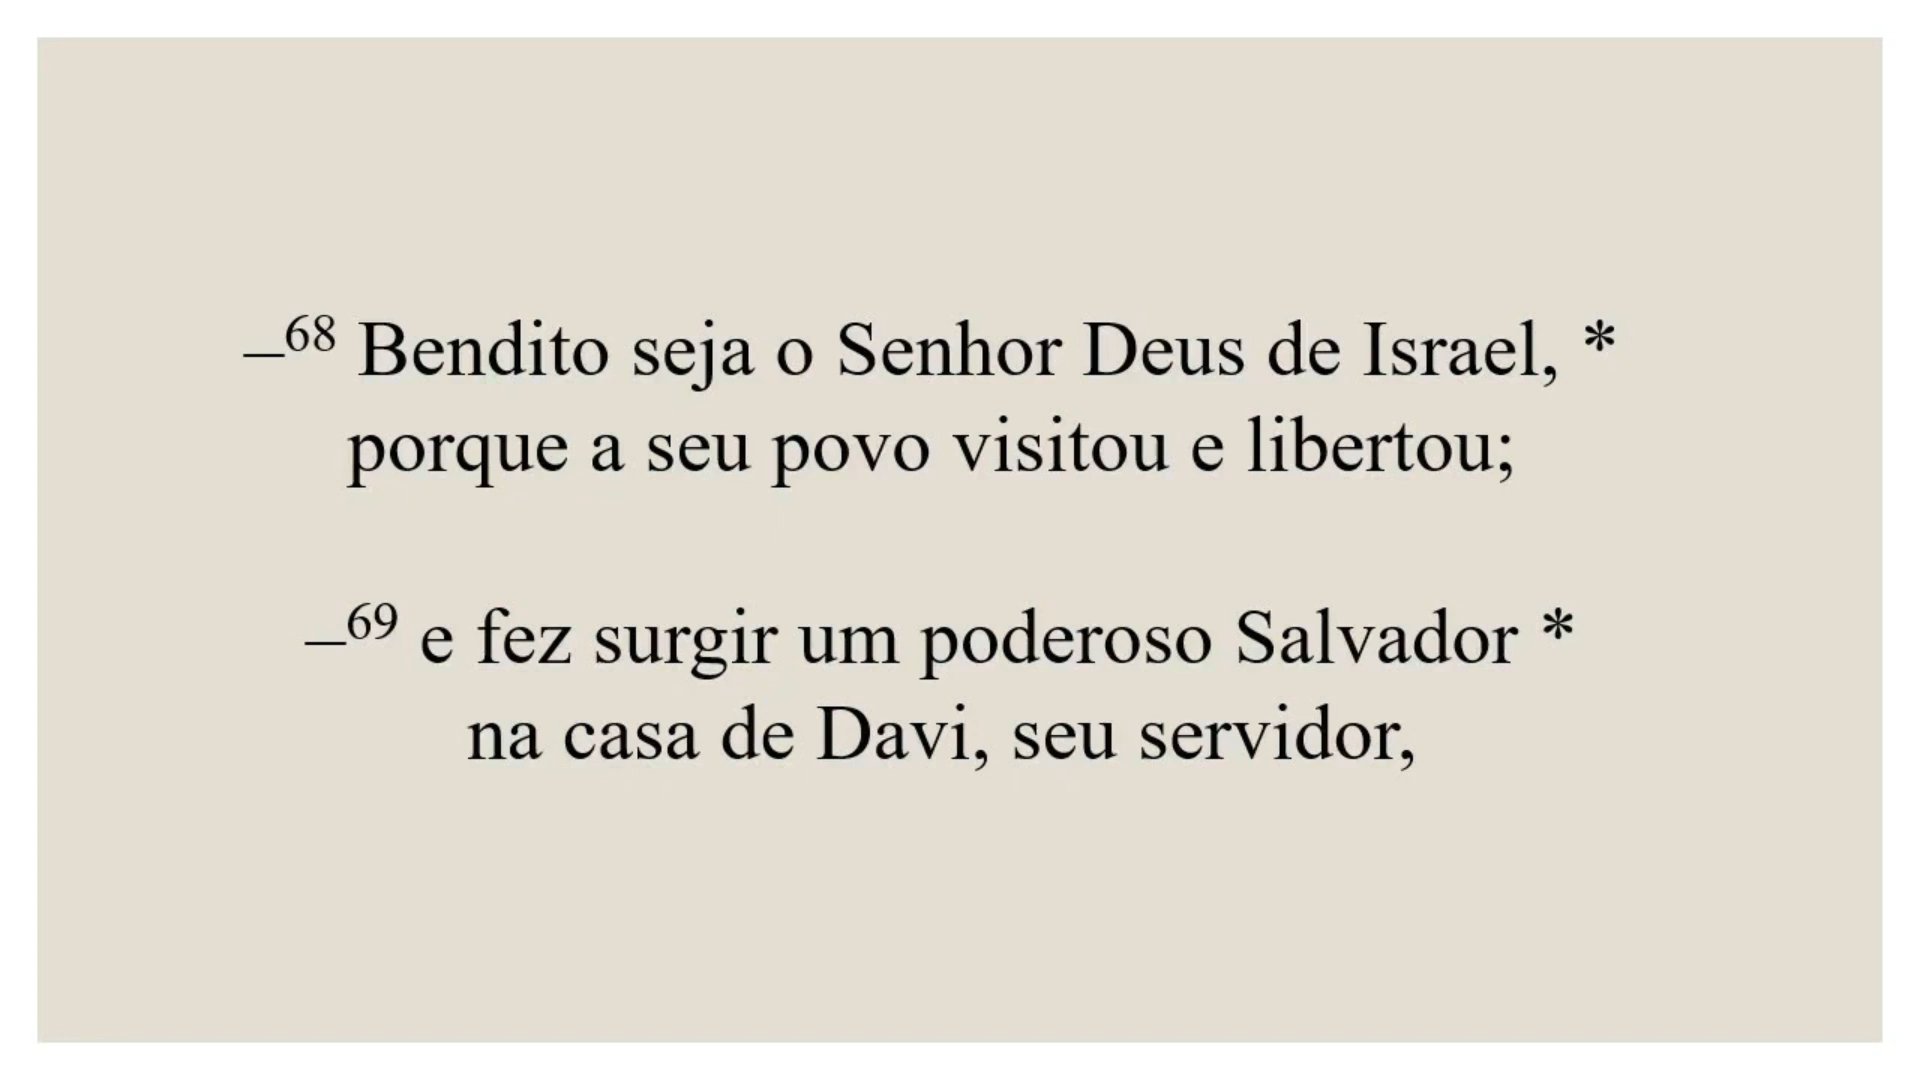 –68 Bendito seja o Senhor Deus de Israel, *
porque a seu povo visitou e libertou;
–69 e fez surgir um poderoso Salvador *
na casa de Davi, seu servidor,